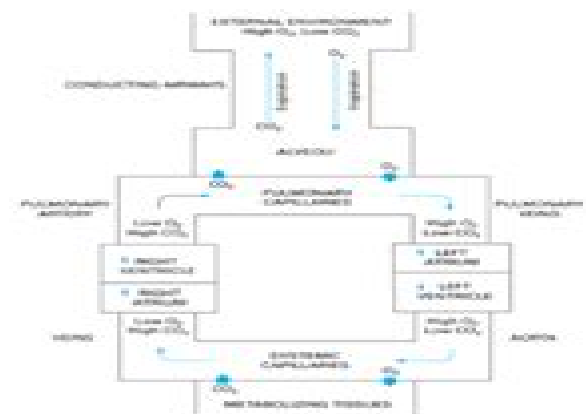 EXTERNAL ENVIRONMENT
High O₂, Low CO₂
O₂
CONDUCTING AIRWAYS
Expiration
Inspiration
CO₂
ALVEOLI
CO₂
O₂
PULMONARY
ARTERY
PULMONARY
CAPILLARIES
PULMONARY
VEINS
Low O₂
High CO₂
High O₂
Low CO₂
RIGHT
VENTRICLE
LEFT
ATRIUM
RIGHT
ATRIUM
LEFT
VENTRICLE
Low O₂
High CO₂
High O₂
Low CO₂
VEINS
SYSTEMIC
CAPILLARIES
AORTA
CO₂
O₂
METABOLIZING TISSUES